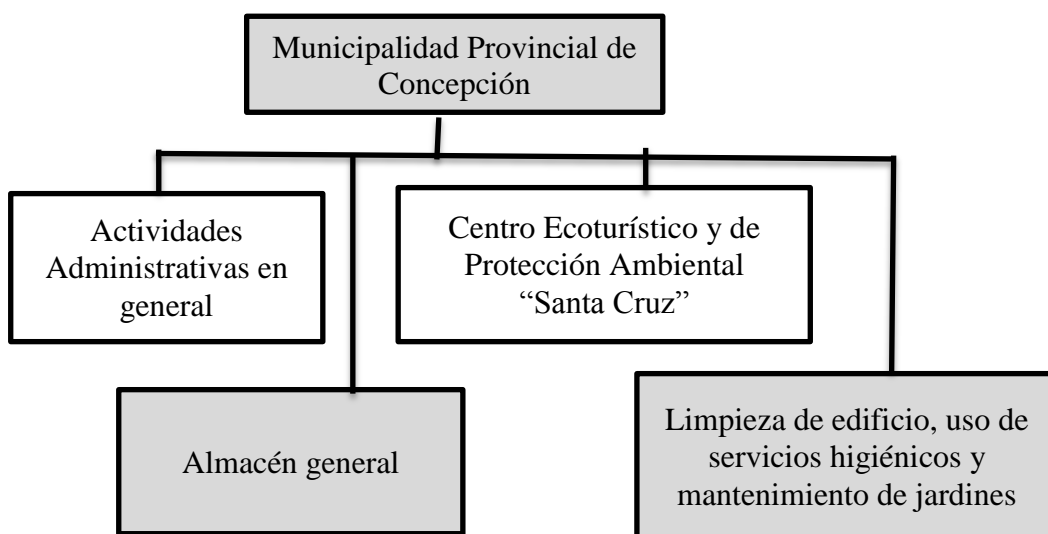 Municipalidad Provincial de
Concepción
Actividades
Administrativas en
general
Centro Ecoturístico y de
Protección Ambiental
“Santa Cruz”
Almacén general
Limpieza de edificio, uso de
servicios higiénicos y
mantenimiento de jardines